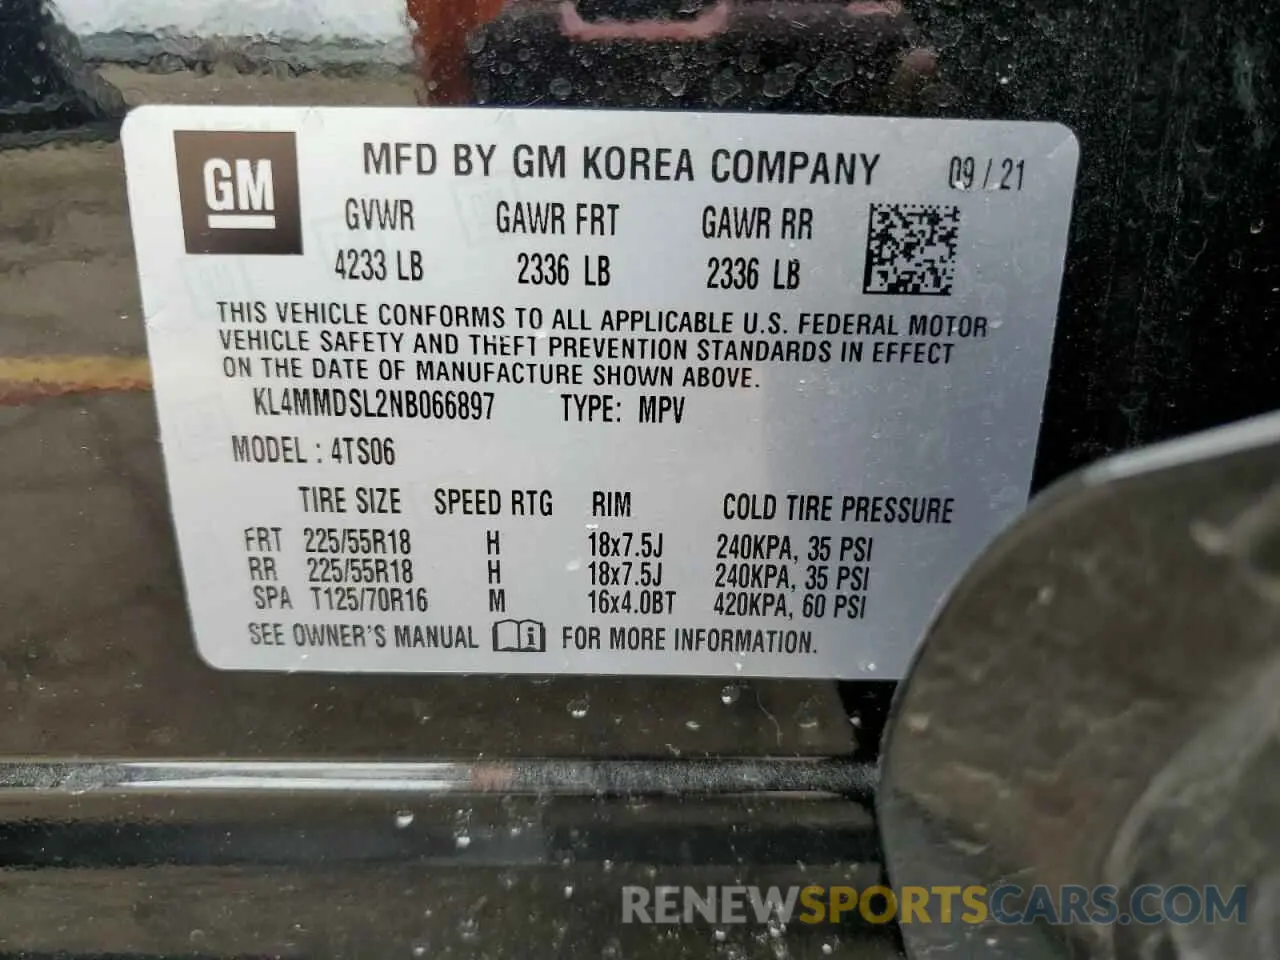 GM
MFD BY GM KOREA COMPANY 09 / 21
GVWR GAWR FRT GAWR RR
4233 LB 2336 LB 2336 LB
THIS VEHICLE CONFORMS TO ALL APPLICABLE U.S. FEDERAL MOTOR
VEHICLE SAFETY AND THEFT PREVENTION STANDARDS IN EFFECT
ON THE DATE OF MANUFACTURE SHOWN ABOVE.
KL4MMDSL2NB066897 TYPE: MPV
MODEL : 4TS06
TIRE SIZE SPEED RTG RIM COLD TIRE PRESSURE
FRT 225/55R18 H 18x7.5J 240KPA, 35 PSI
RR 225/55R18 H 18x7.5J 240KPA, 35 PSI
SPA T125/70R16 M 16x4.0BT 420KPA, 60 PSI
SEE OWNER'S MANUAL i FOR MORE INFORMATION.
RENEWSPORTSCARS.COM